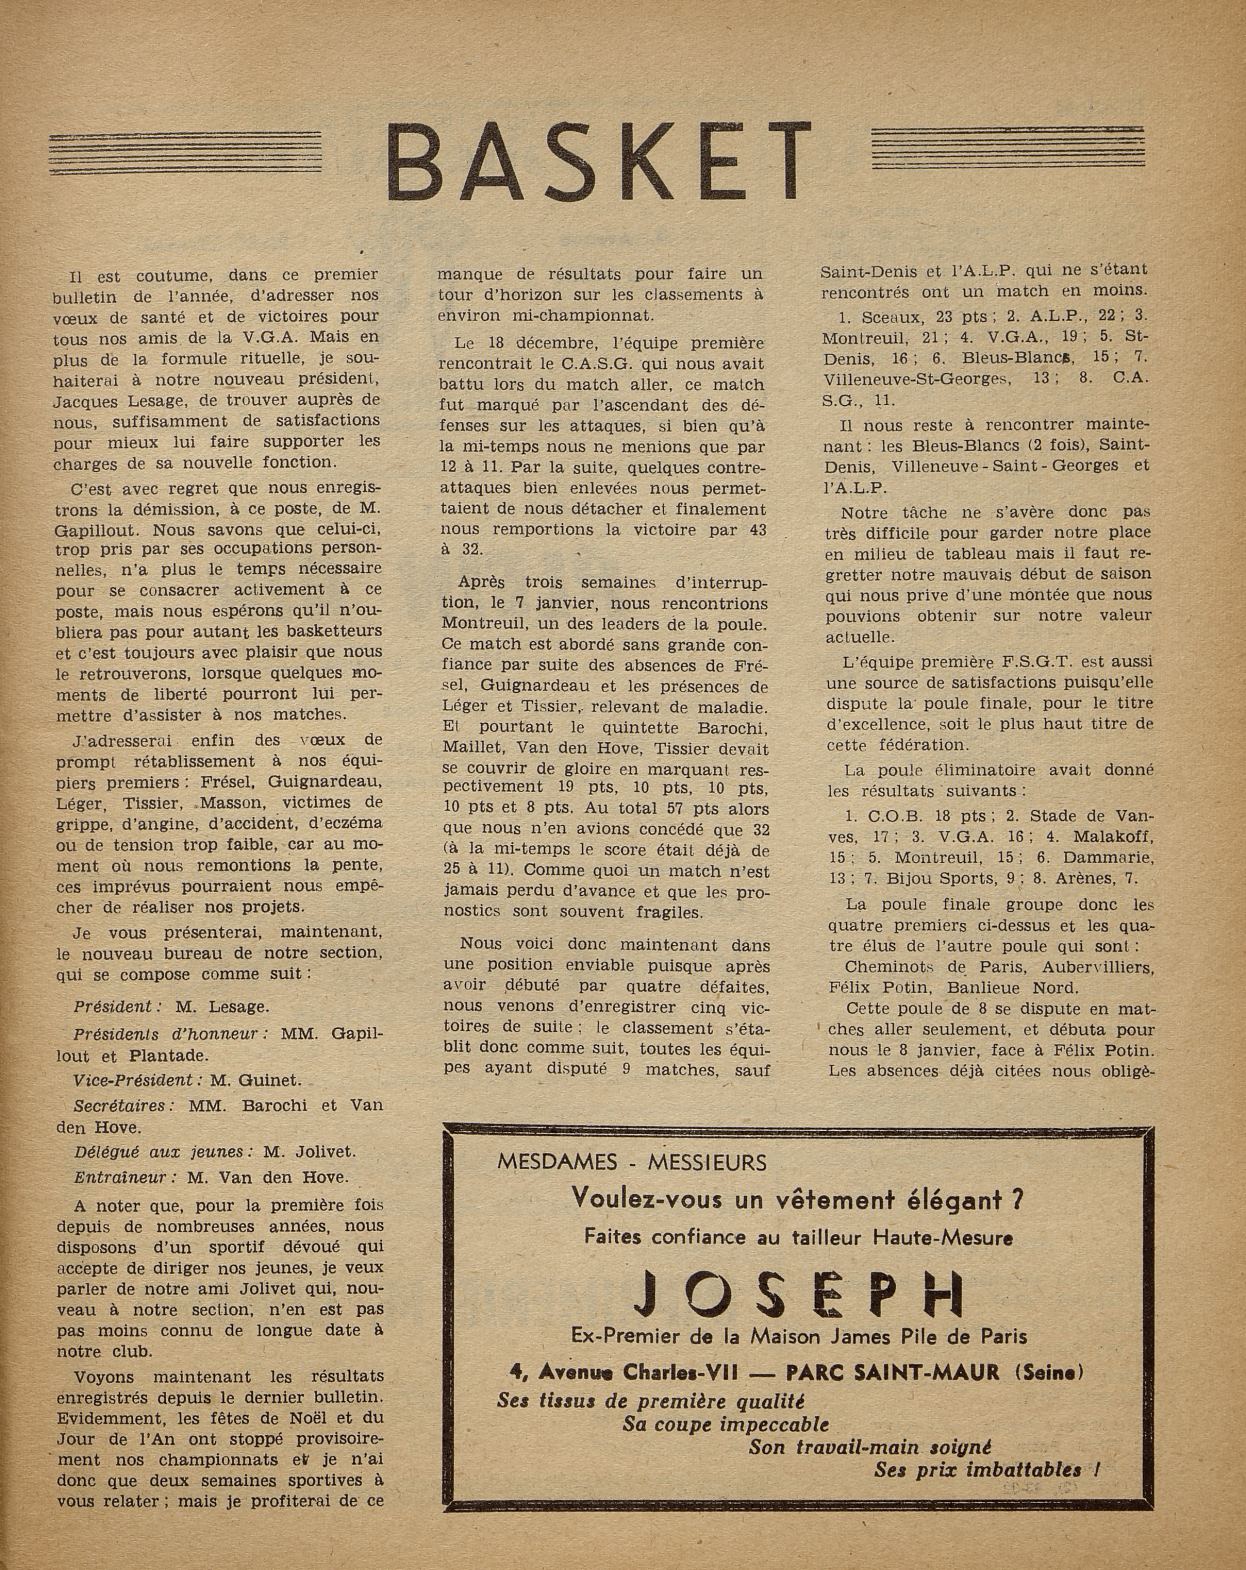 BASKET
Il est coutume, dans ce premier
bulletin de l'année, d'adresser nos
vœux de santé et de victoires pour
tous nos amis de la V.G.A. Mais en
plus de la formule rituelle, je sou-
haiterai à notre nouveau président,
Jacques Lesage, de trouver auprès de
nous, suffisamment de satisfactions
pour mieux lui faire supporter les
charges de sa nouvelle fonction.
C'est avec regret que nous enregis-
trons la démission, à ce poste, de M.
Gapillout. Nous savons que celui-ci,
trop pris par ses occupations person-
nelles, n'a plus le temps nécessaire
pour se consacrer activement à ce
poste, mais nous espérons qu'il n'ou-
bliera pas pour autant les basketteurs
et c'est toujours avec plaisir que nous
le retrouverons, lorsque quelques mo-
ments de liberté pourront lui per-
mettre d'assister à nos matches.
J'adresserai enfin des vœux de
prompt rétablissement à nos équi-
piers premiers : Frésel, Guignardeau,
Léger, Tissier, Masson, victimes de
grippe, d'angine, d'accident, d'eczéma
ou de tension trop faible, car au mo-
ment où nous remontions la pente,
ces imprévus pourraient nous empê-
cher de réaliser nos projets.
Je vous présenterai, maintenant,
le nouveau bureau de notre section,
qui se compose comme suit :
Président : M. Lesage.
Présidents d'honneur : MM. Gapil-
lout et Plantade.
Vice-Président : M. Guinet.
Secrétaires : MM. Barochi et Van
den Hove.
Délégué aux jeunes : M. Jolivet.
Entraîneur : M. Van den Hove.
A noter que, pour la première fois
depuis de nombreuses années, nous
disposons d'un sportif dévoué qui
accepte de diriger nos jeunes, je veux
parler de notre ami Jolivet qui, nou-
veau à notre section, n'en est pas
pas moins connu de longue date à
notre club.
Voyons maintenant les résultats
enregistrés depuis le dernier bulletin.
Evidemment, les fêtes de Noël et du
Jour de l'An ont stoppé provisoire-
ment nos championnats et je n'ai
donc que deux semaines sportives à
vous relater ; mais je profiterai de ce
manque de résultats pour faire un
tour d'horizon sur les classements à
environ mi-championnat.
Le 18 décembre, l'équipe première
rencontrait le C.A.S.G. qui nous avait
battu lors du match aller, ce match
fut marqué par l'ascendant des dé-
fenses sur les attaques, si bien qu'à
la mi-temps nous ne menions que par
12 à 11. Par la suite, quelques contre-
attaques bien enlevées nous permet-
taient de nous détacher et finalement
nous remportions la victoire par 43
à 32.
Après trois semaines d'interrup-
tion, le 7 janvier, nous rencontrions
Montreuil, un des leaders de la poule.
Ce match est abordé sans grande con-
fiance par suite des absences de Fré-
sel, Guignardeau et les présences de
Léger et Tissier, relevant de maladie.
Et pourtant le quintette Barochi,
Maillet, Van den Hove, Tissier devait
se couvrir de gloire en marquant res-
pectivement 19 pts, 10 pts, 10 pts,
10 pts et 8 pts. Au total 57 pts alors
que nous n'en avions concédé que 32
(à la mi-temps le score était déjà de
25 à 11). Comme quoi un match n'est
jamais perdu d'avance et que les pro-
nostics sont souvent fragiles.
Nous voici donc maintenant dans
une position enviable puisque après
avoir débuté par quatre défaites,
nous venons d'enregistrer cinq vic-
toires de suite ; le classement s'éta-
blit donc comme suit, toutes les équi-
pes ayant disputé 9 matches, sauf
Saint-Denis et l'A.L.P. qui ne s'étant
rencontrés ont un match en moins.
1. Sceaux, 23 pts ; 2. A.L.P., 22 ; 3.
Montreuil, 21 ; 4. V.G.A., 19 ; 5. St-
Denis, 16 ; 6. Bleus-Blancs, 15 ; 7.
Villeneuve-St-Georges, 13 ; 8. C.A.
S.G., 11.
Il nous reste à rencontrer mainte-
nant : les Bleus-Blancs (2 fois), Saint-
Denis, Villeneuve - Saint - Georges et
l'A.L.P.
Notre tâche ne s'avère donc pas
très difficile pour garder notre place
en milieu de tableau mais il faut re-
gretter notre mauvais début de saison
qui nous prive d'une montée que nous
pouvions obtenir sur notre valeur
actuelle.
L'équipe première F.S.G.T. est aussi
une source de satisfactions puisqu'elle
dispute la poule finale, pour le titre
d'excellence, soit le plus haut titre de
cette fédération.
La poule éliminatoire avait donné
les résultats suivants :
1. C.O.B. 18 pts ; 2. Stade de Van-
ves, 17 ; 3. V.G.A. 16 ; 4. Malakoff,
15 ; 5. Montreuil, 15 ; 6. Dammarie,
13 ; 7. Bijou Sports, 9 ; 8. Arènes, 7.
La poule finale groupe donc les
quatre premiers ci-dessus et les qua-
tre élus de l'autre poule qui sont :
Cheminots de Paris, Aubervilliers,
Félix Potin, Banlieue Nord.
Cette poule de 8 se dispute en mat-
ches aller seulement, et débuta pour
nous le 8 janvier, face à Félix Potin.
Les absences déjà citées nous obligè-
MESDAMES - MESSIEURS
Voulez-vous un vêtement élégant ?
Faites confiance au tailleur Haute-Mesure
JOSEPH
Ex-Premier de la Maison James Pile de Paris
4, Avenue Charles-VII — PARC SAINT-MAUR (Seine)
Ses tissus de première qualité
Sa coupe impeccable
Son travail-main soigné
Ses prix imbattables !